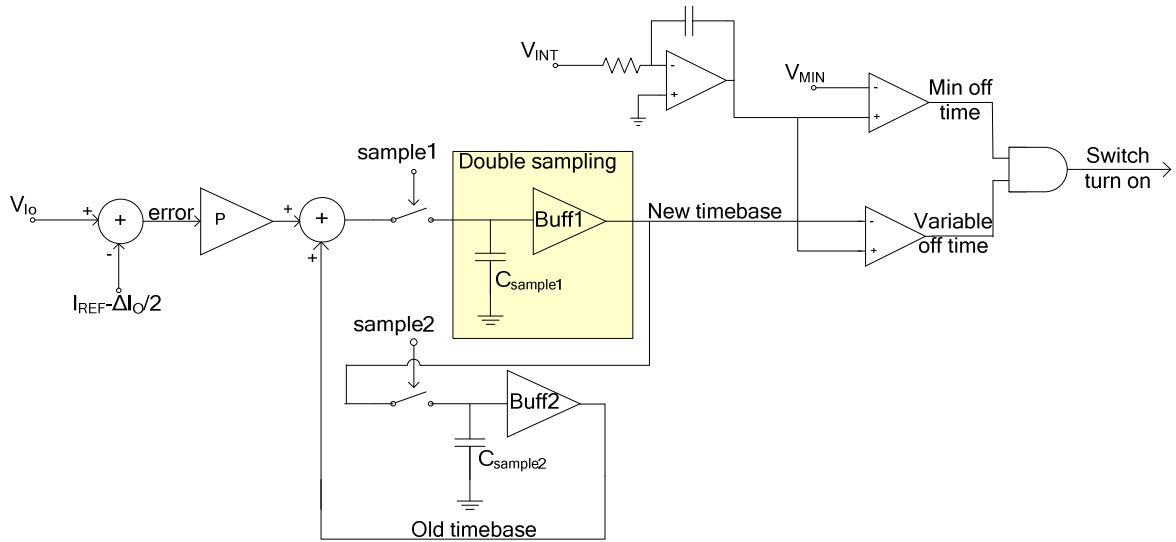 V_INT
-
+
V_MIN
-
+
Min off
time
Switch
turn on
sample1
Double sampling
V_Io
+
+
-
error
P
+
+
+
Buff1
C_sample1
New timebase
-
+
Variable
off time
I_REF-ΔI_O/2
sample2
Buff2
C_sample2
Old timebase